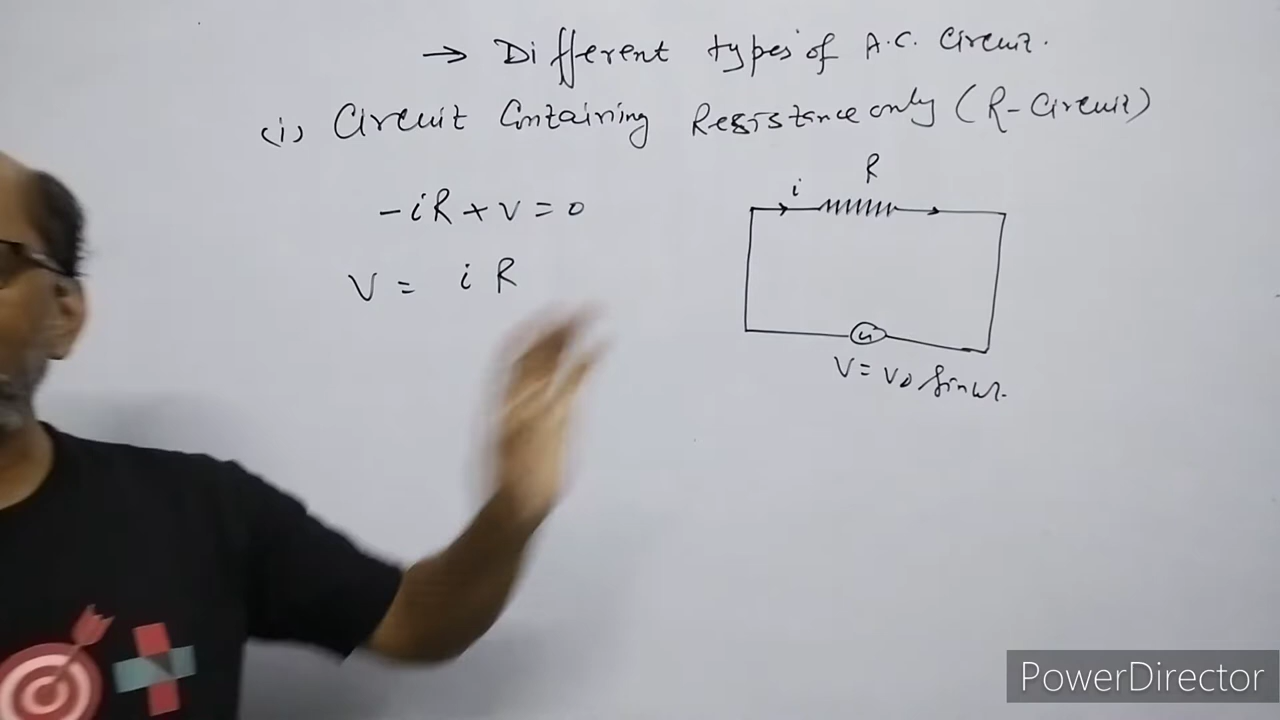 → Different types of A.C. Circuit.
(i) Circuit Containing Resistance only (R-Circuit)
R
i
-iR+v=0
V = iR
V = V0 sinωt.
PowerDirector